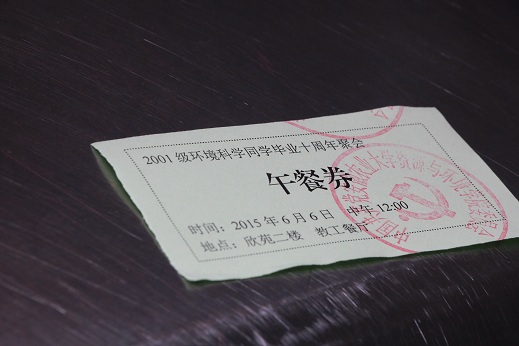 2001 级环境科学同学毕业十周年聚会
午餐券
时间：2015 年 6 月 6 日 中午 12:00
地点：欣苑二楼 教工餐厅